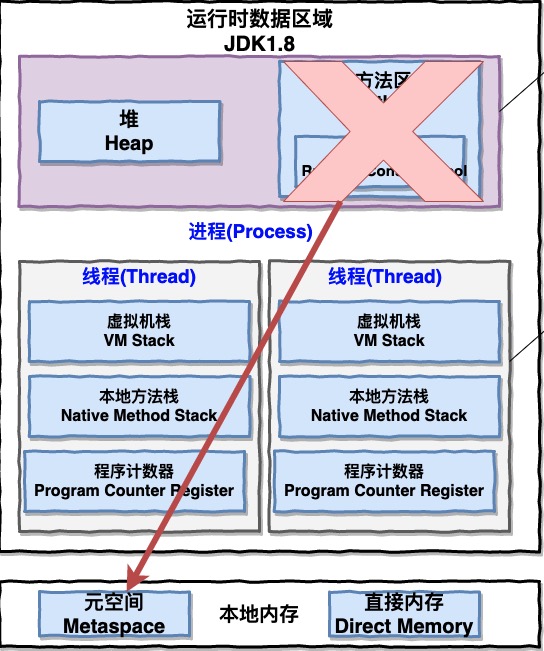 运行时数据区域
JDK1.8
堆
Heap
方法区
进程(Process)
线程(Thread)
虚拟机栈
VM Stack
本地方法栈
Native Method Stack
程序计数器
Program Counter Register
线程(Thread)
虚拟机栈
VM Stack
本地方法栈
Native Method Stack
程序计数器
Program Counter Register
元空间
Metaspace
本地内存
直接内存
Direct Memory